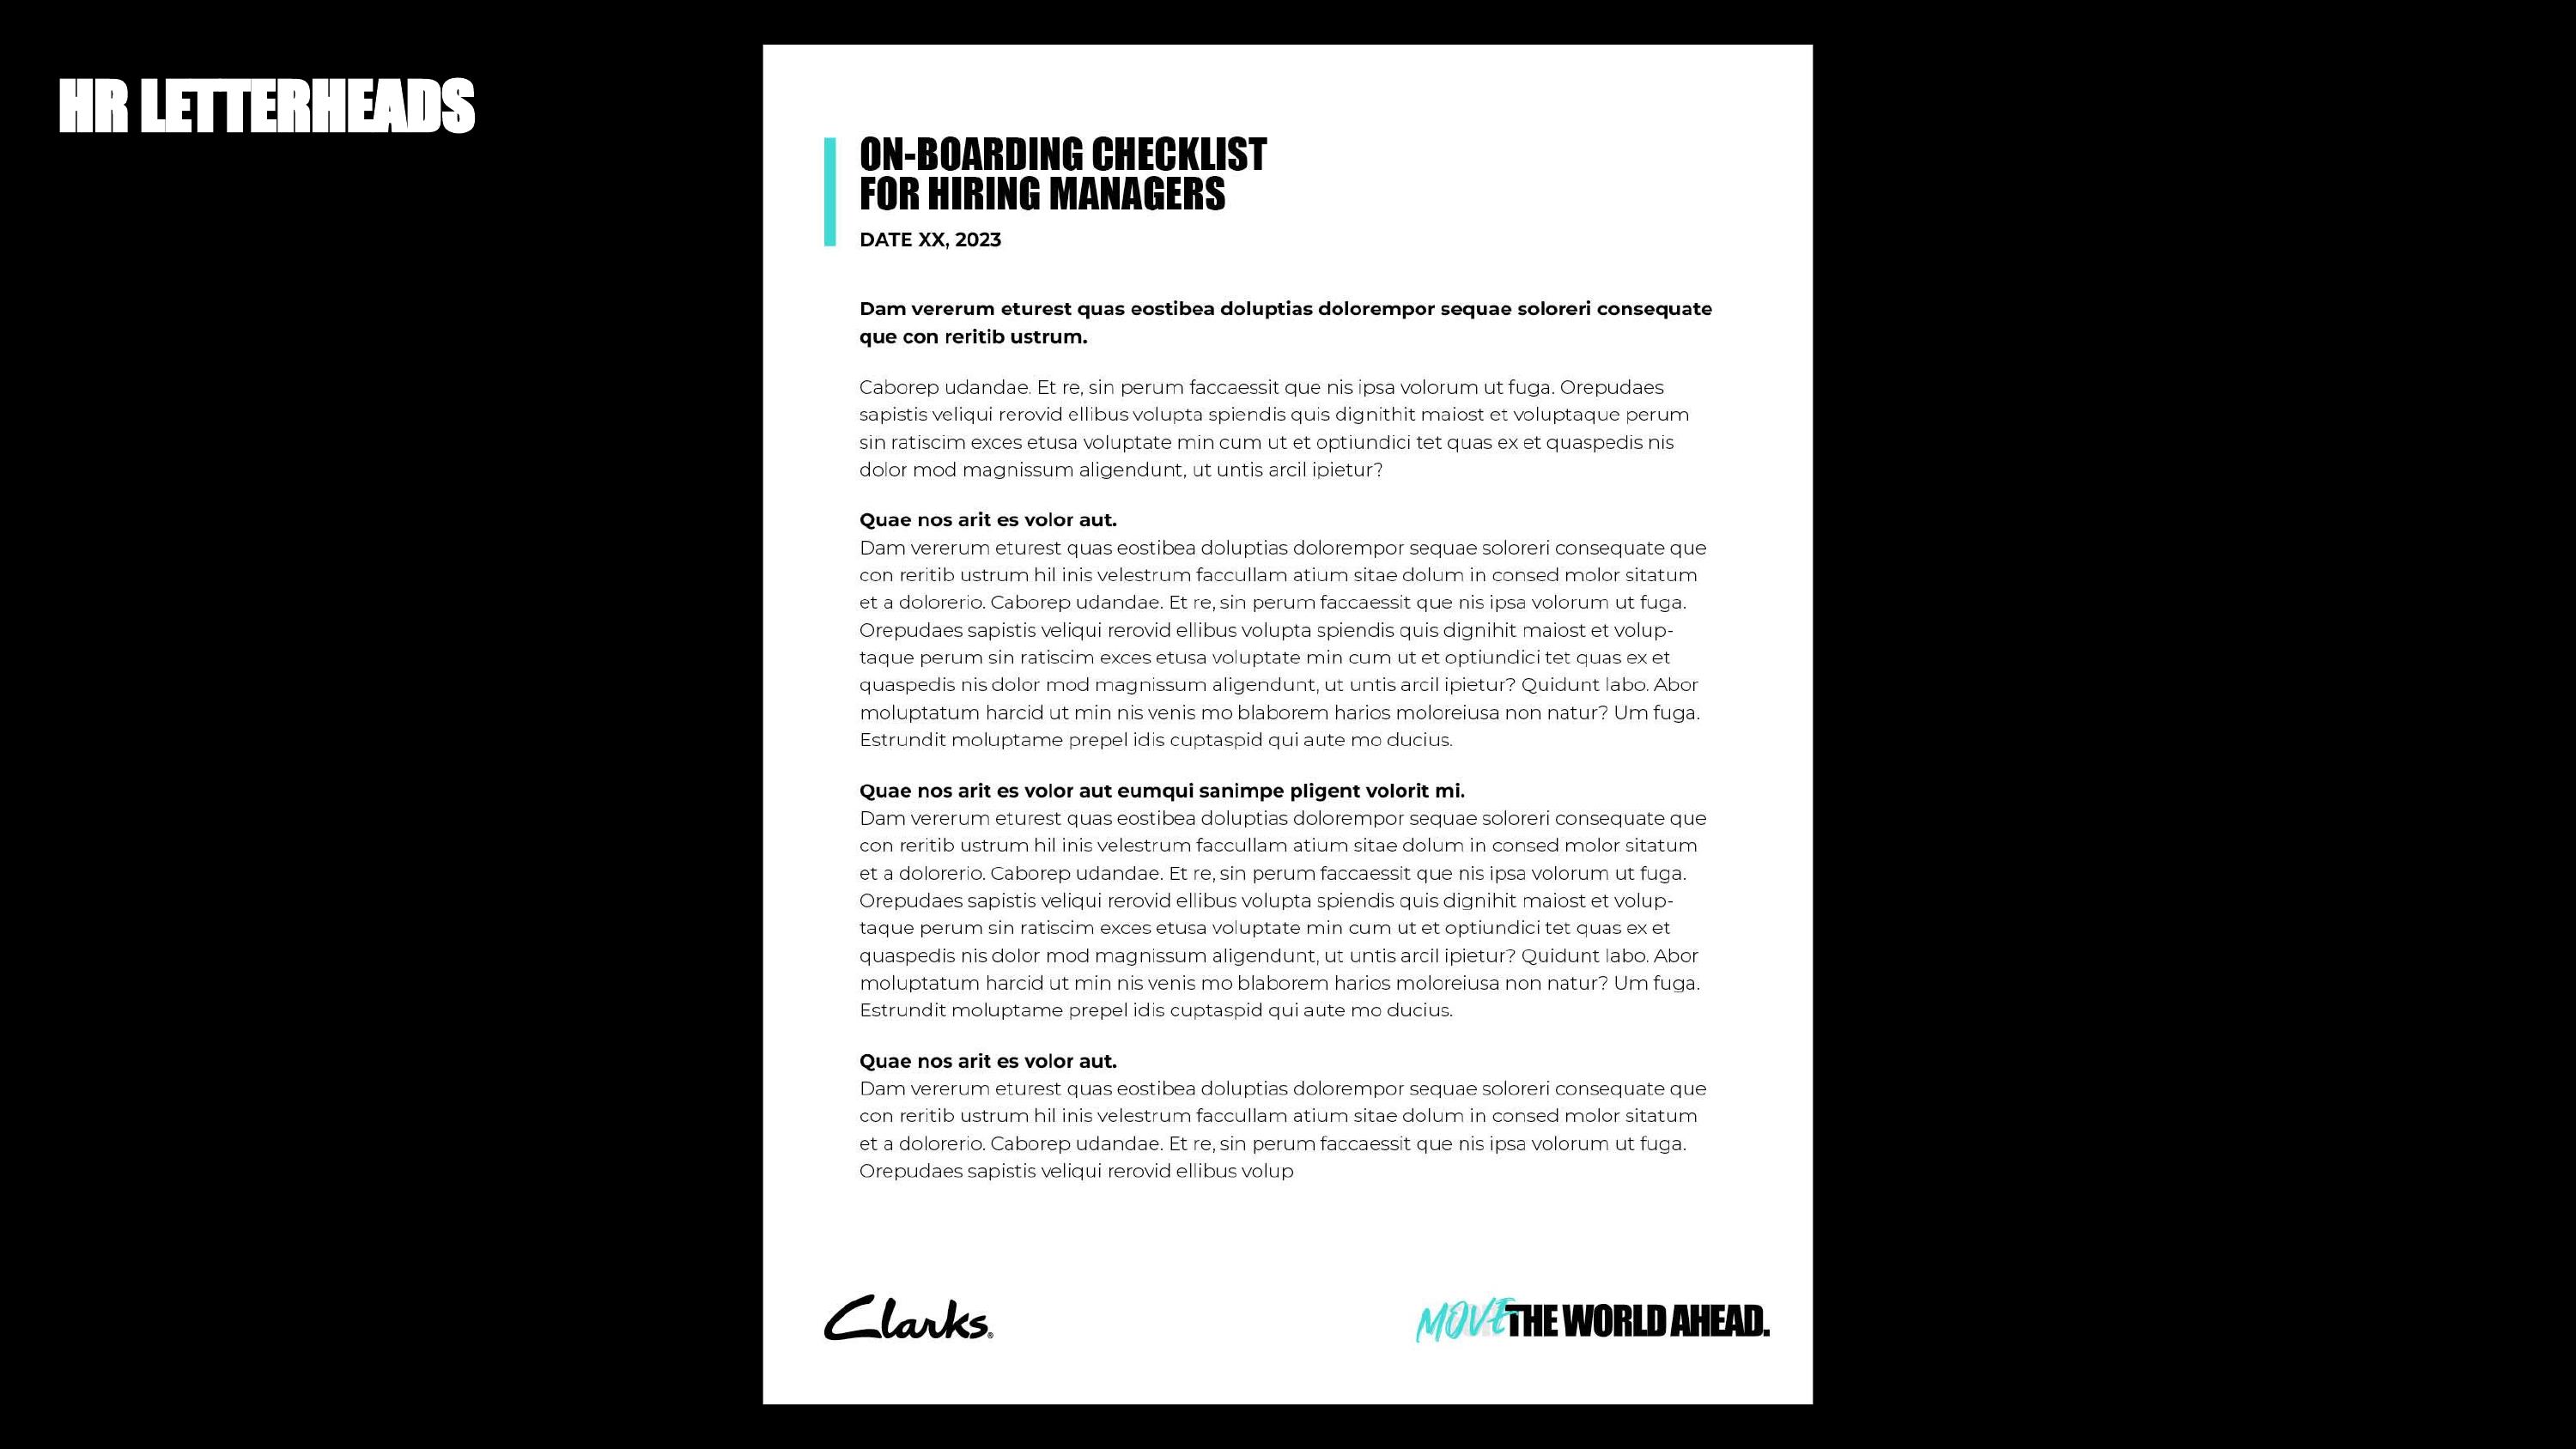 HR LETTERHEADS
ON-BOARDING CHECKLIST
FOR HIRING MANAGERS
DATE XX, 2023
Dam vererum eturest quas eostibea doluptias dolorempor sequae soloreri consequate
que con reritib ustrum.
Caborep udandae. Et re, sin perum faccaessit que nis ipsa volorum ut fuga. Orepudaes
sapistis veliqui rerovid ellibus volupta spiendis quis dignithit maiost et voluptaque perum
sin ratiscim exces etusa voluptate min cum ut et optiundici tet quas ex et quaspedis nis
dolor mod magnissum aligendunt, ut untis arcil ipietur?
Quae nos arit es volor aut.
Dam vererum eturest quas eostibea doluptias dolorempor sequae soloreri consequate que
con reritib ustrum hil inis velestrum faccullam atium sitae dolum in consed molor sitatum
et a dolorerio. Caborep udandae. Et re, sin perum faccaessit que nis ipsa volorum ut fuga.
Orepudaes sapistis veliqui rerovid ellibus volupta spiendis quis dignihit maiost et volup-
taque perum sin ratiscim exces etusa voluptate min cum ut et optiundici tet quas ex et
quaspedis nis dolor mod magnissum aligendunt, ut untis arcil ipietur? Quidunt labo. Abor
moluptatum harcid ut min nis venis mo blaborem harios moloreiusa non natur? Um fuga.
Estrundit moluptame prepel idis cuptaspid qui aute mo ducius.
Quae nos arit es volor aut eumqui sanimpe pligent volorit mi.
Dam vererum eturest quas eostibea doluptias dolorempor sequae soloreri consequate que
con reritib ustrum hil inis velestrum faccullam atium sitae dolum in consed molor sitatum
et a dolorerio. Caborep udandae. Et re, sin perum faccaessit que nis ipsa volorum ut fuga.
Orepudaes sapistis veliqui rerovid ellibus volupta spiendis quis dignihit maiost et volup-
taque perum sin ratiscim exces etusa voluptate min cum ut et optiundici tet quas ex et
quaspedis nis dolor mod magnissum aligendunt, ut untis arcil ipietur? Quidunt labo. Abor
moluptatum harcid ut min nis venis mo blaborem harios moloreiusa non natur? Um fuga.
Estrundit moluptame prepel idis cuptaspid qui aute mo ducius.
Quae nos arit es volor aut.
Dam vererum eturest quas eostibea doluptias dolorempor sequae soloreri consequate que
con reritib ustrum hil inis velestrum faccullam atium sitae dolum in consed molor sitatum
et a dolorerio. Caborep udandae. Et re, sin perum faccaessit que nis ipsa volorum ut fuga.
Orepudaes sapistis veliqui rerovid ellibus volup
Clarks®
MOVE THE WORLD AHEAD.